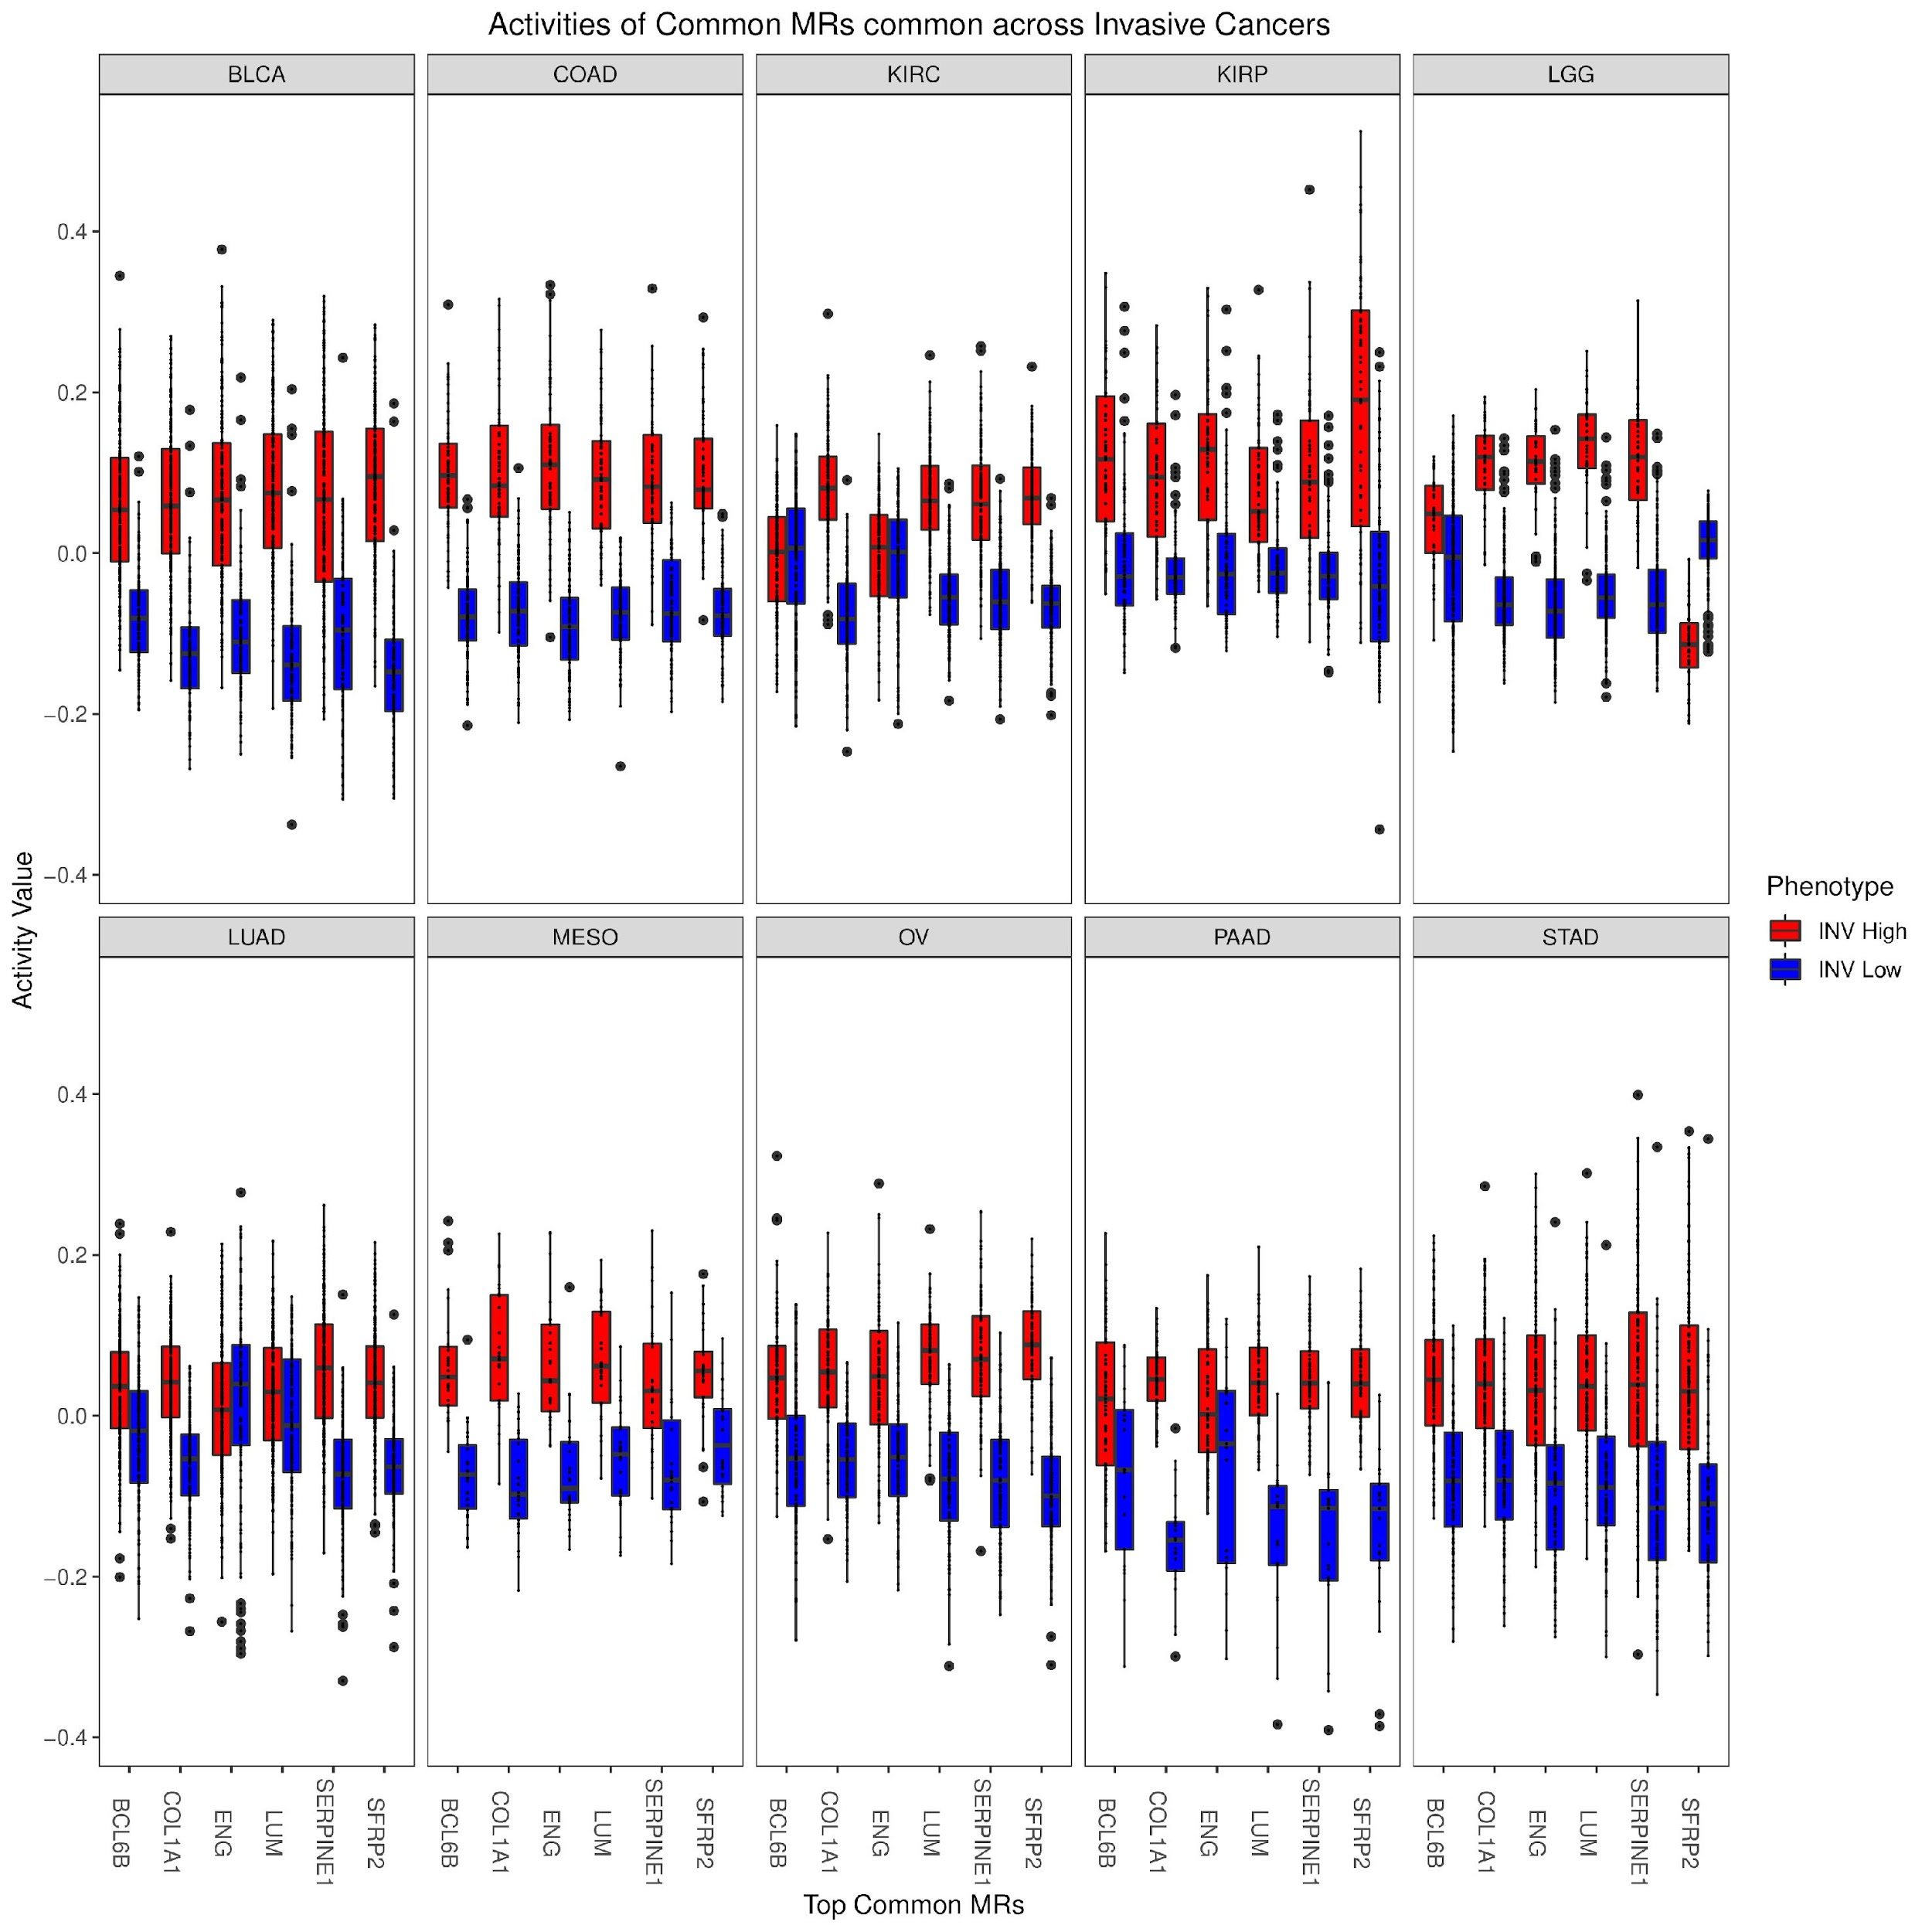 Activities of Common MRs common across Invasive Cancers
BLCA COAD KIRC KIRP LGG
0.4
0.2
0.0
−0.2
−0.4
LUAD MESO OV PAAD STAD
0.4
0.2
0.0
−0.2
−0.4
Activity Value
BCL6B COL1A1 ENG LUM SERPINE1 SFRP2 BCL6B COL1A1 ENG LUM SERPINE1 SFRP2 BCL6B COL1A1 ENG LUM SERPINE1 SFRP2 BCL6B COL1A1 ENG LUM SERPINE1 SFRP2 BCL6B COL1A1 ENG LUM SERPINE1 SFRP2
Top Common MRs
Phenotype
INV High
INV Low